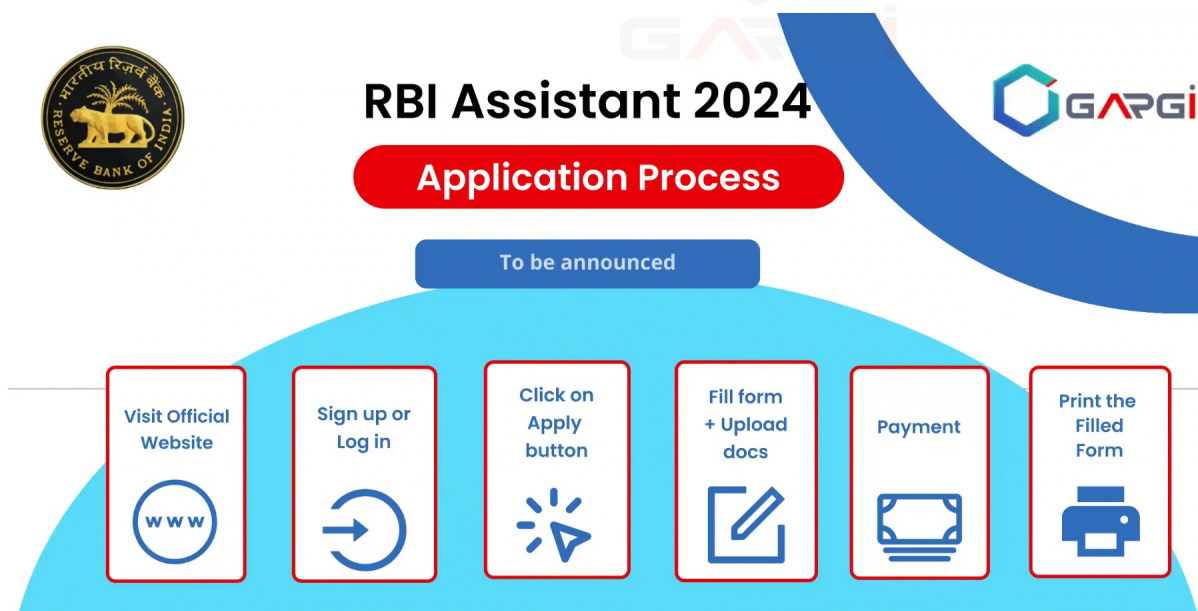 भारतीय रिज़र्व बैंक
RESERVE BANK OF INDIA
RBI Assistant 2024
GARGI
Application Process
To be announced
Visit Official
Website
www
Sign up or
Log in
Click on
Apply
button
Fill form
+ Upload
docs
Payment
Print the
Filled
Form